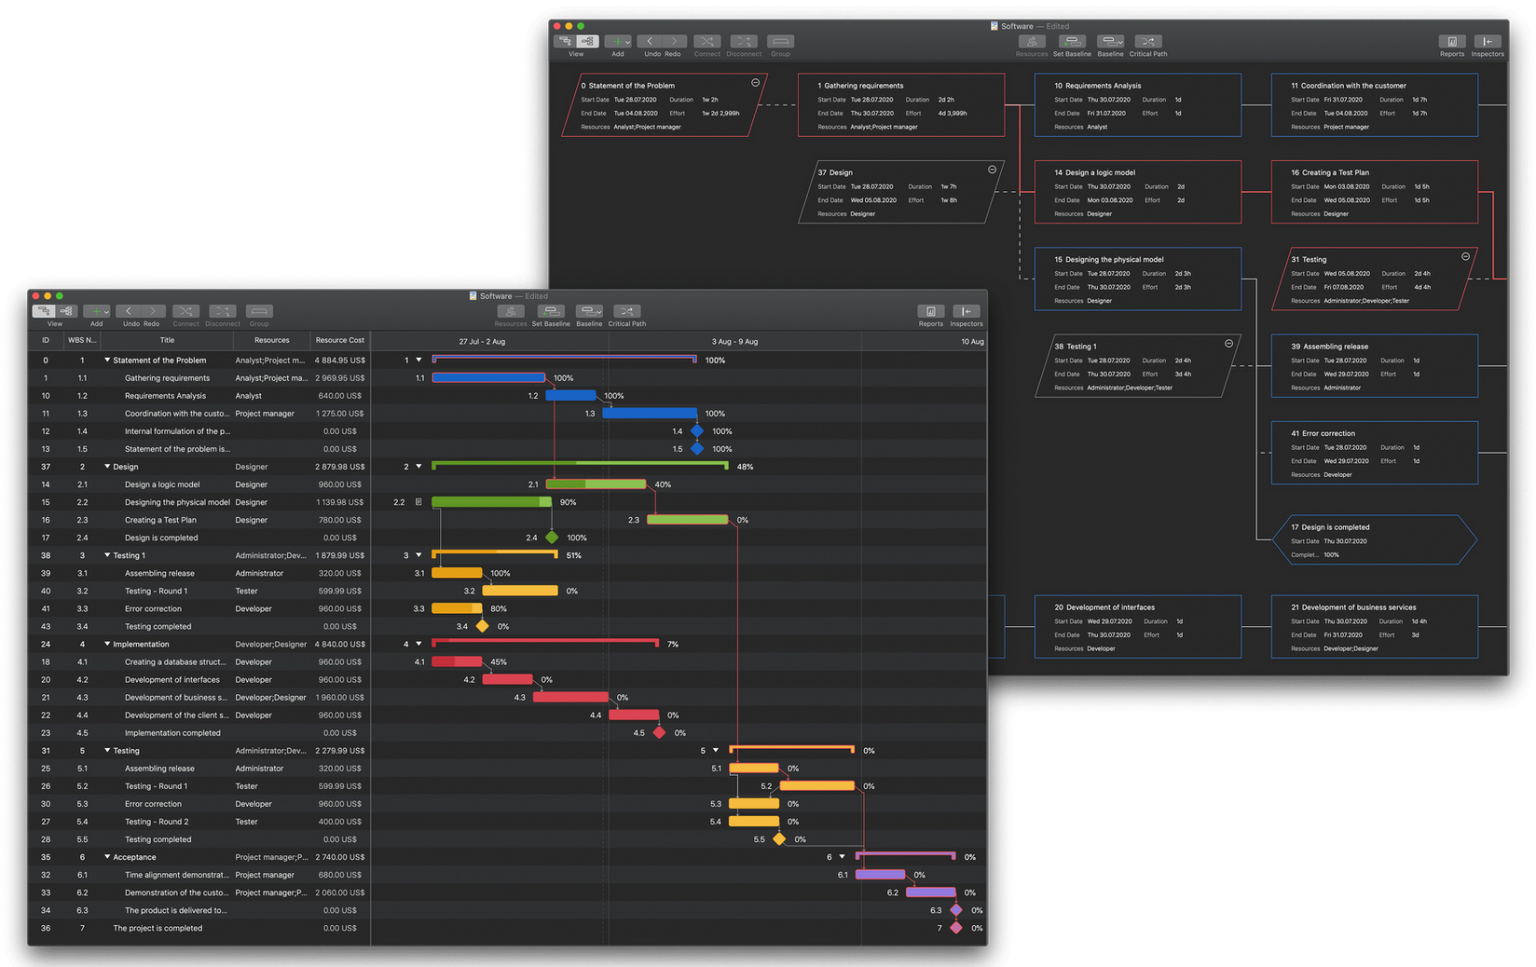 Software — Edited
View Add Undo Redo Connect Disconnect Group Resources Set Baseline Baseline Critical Path Reports Inspectors
0 Statement of the Problem
Start Date Tue 28.07.2020 Duration 1w 2h
End Date Tue 04.08.2020 Effort 1w 2d 2,999h
Resources Analyst;Project manager
1 Gathering requirements
Start Date Tue 28.07.2020 Duration 2d 2h
End Date Thu 30.07.2020 Effort 4d 3,999h
Resources Analyst;Project manager
10 Requirements Analysis
Start Date Thu 30.07.2020 Duration 1d
End Date Fri 31.07.2020 Effort 1d
Resources Analyst
11 Coordination with the customer
Start Date Fri 31.07.2020 Duration 1d 7h
End Date Tue 04.08.2020 Effort 1d 7h
Resources Project manager
37 Design
Start Date Tue 28.07.2020 Duration 1w 7h
End Date Wed 05.08.2020 Effort 1w 8h
Resources Designer
14 Design a logic model
Start Date Thu 30.07.2020 Duration 2d
End Date Mon 03.08.2020 Effort 2d
Resources Designer
16 Creating a Test Plan
Start Date Mon 03.08.2020 Duration 1d 5h
End Date Wed 05.08.2020 Effort 1d 5h
Resources Designer
15 Designing the physical model
Start Date Tue 28.07.2020 Duration 2d 3h
End Date Thu 30.07.2020 Effort 2d 3h
Resources Designer
31 Testing
Start Date Wed 05.08.2020 Duration 2d 4h
End Date Fri 07.08.2020 Effort 4d 4h
Resources Administrator;Developer;Tester
38 Testing 1
Start Date Tue 28.07.2020 Duration 2d 4h
End Date Thu 30.07.2020 Effort 3d 4h
Resources Administrator;Developer;Tester
39 Assembling release
Start Date Tue 28.07.2020 Duration 1d
End Date Wed 29.07.2020 Effort 1d
Resources Administrator
41 Error correction
Start Date Tue 28.07.2020 Duration 1d
End Date Wed 29.07.2020 Effort 1d
Resources Developer
17 Design is completed
Start Date Thu 30.07.2020
Complet... 100%
20 Development of interfaces
Start Date Wed 29.07.2020 Duration 1d
End Date Thu 30.07.2020 Effort 1d
Resources Developer
21 Development of business services
Start Date Thu 30.07.2020 Duration 1d 4h
End Date Fri 31.07.2020 Effort 3d
Resources Developer;Designer
Software — Edited
View Add Undo Redo Connect Disconnect Group Resources Set Baseline Baseline Critical Path Reports Inspectors
ID WBS N... Title Resources Resource Cost 27 Jul - 2 Aug 3 Aug - 9 Aug 10 Aug
0 1 Statement of the Problem Analyst;Project m... 4 884.95 US$ 1 100%
1 1.1 Gathering requirements Analyst;Project ma... 2 969.95 US$ 1.1 100%
10 1.2 Requirements Analysis Analyst 640.00 US$ 1.2 100%
11 1.3 Coordination with the custo... Project manager 1 275.00 US$ 1.3 100%
12 1.4 Internal formulation of the p... 0.00 US$ 1.4 100%
13 1.5 Statement of the problem is... 0.00 US$ 1.5 100%
37 2 Design Designer 2 879.98 US$ 2 48%
14 2.1 Design a logic model Designer 960.00 US$ 2.1 40%
15 2.2 Designing the physical model Designer 1 139.98 US$ 2.2 90%
16 2.3 Creating a Test Plan Designer 780.00 US$ 2.3 0%
17 2.4 Design is completed 0.00 US$ 2.4 100%
38 3 Testing 1 Administrator;Dev... 1 879.99 US$ 3 51%
39 3.1 Assembling release Administrator 320.00 US$ 3.1 100%
40 3.2 Testing - Round 1 Tester 599.99 US$ 3.2 0%
41 3.3 Error correction Developer 960.00 US$ 3.3 80%
43 3.4 Testing completed 0.00 US$ 3.4 0%
24 4 Implementation Developer;Designer 4 840.00 US$ 4 7%
18 4.1 Creating a database struct... Developer 960.00 US$ 4.1 45%
20 4.2 Development of interfaces Developer 960.00 US$ 4.2 0%
21 4.3 Development of business s... Developer;Designer 1 960.00 US$ 4.3 0%
22 4.4 Development of the client s... Developer 960.00 US$ 4.4 0%
23 4.5 Implementation completed 0.00 US$ 4.5 0%
31 5 Testing Administrator;Dev... 2 279.99 US$ 5 0%
25 5.1 Assembling release Administrator 320.00 US$ 5.1 0%
26 5.2 Testing - Round 1 Tester 599.99 US$ 5.2 0%
30 5.3 Error correction Developer 960.00 US$ 5.3 0%
27 5.4 Testing - Round 2 Tester 400.00 US$ 5.4 0%
28 5.5 Testing completed 0.00 US$ 5.5 0%
35 6 Acceptance Project manager;P... 2 740.00 US$ 6 0%
32 6.1 Time alignment demonstrat... Project manager 680.00 US$ 6.1 0%
33 6.2 Demonstration of the custo... Project manager;P... 2 060.00 US$ 6.2 0%
34 6.3 The product is delivered to... 0.00 US$ 6.3 0%
36 7 The project is completed 0.00 US$ 7 0%